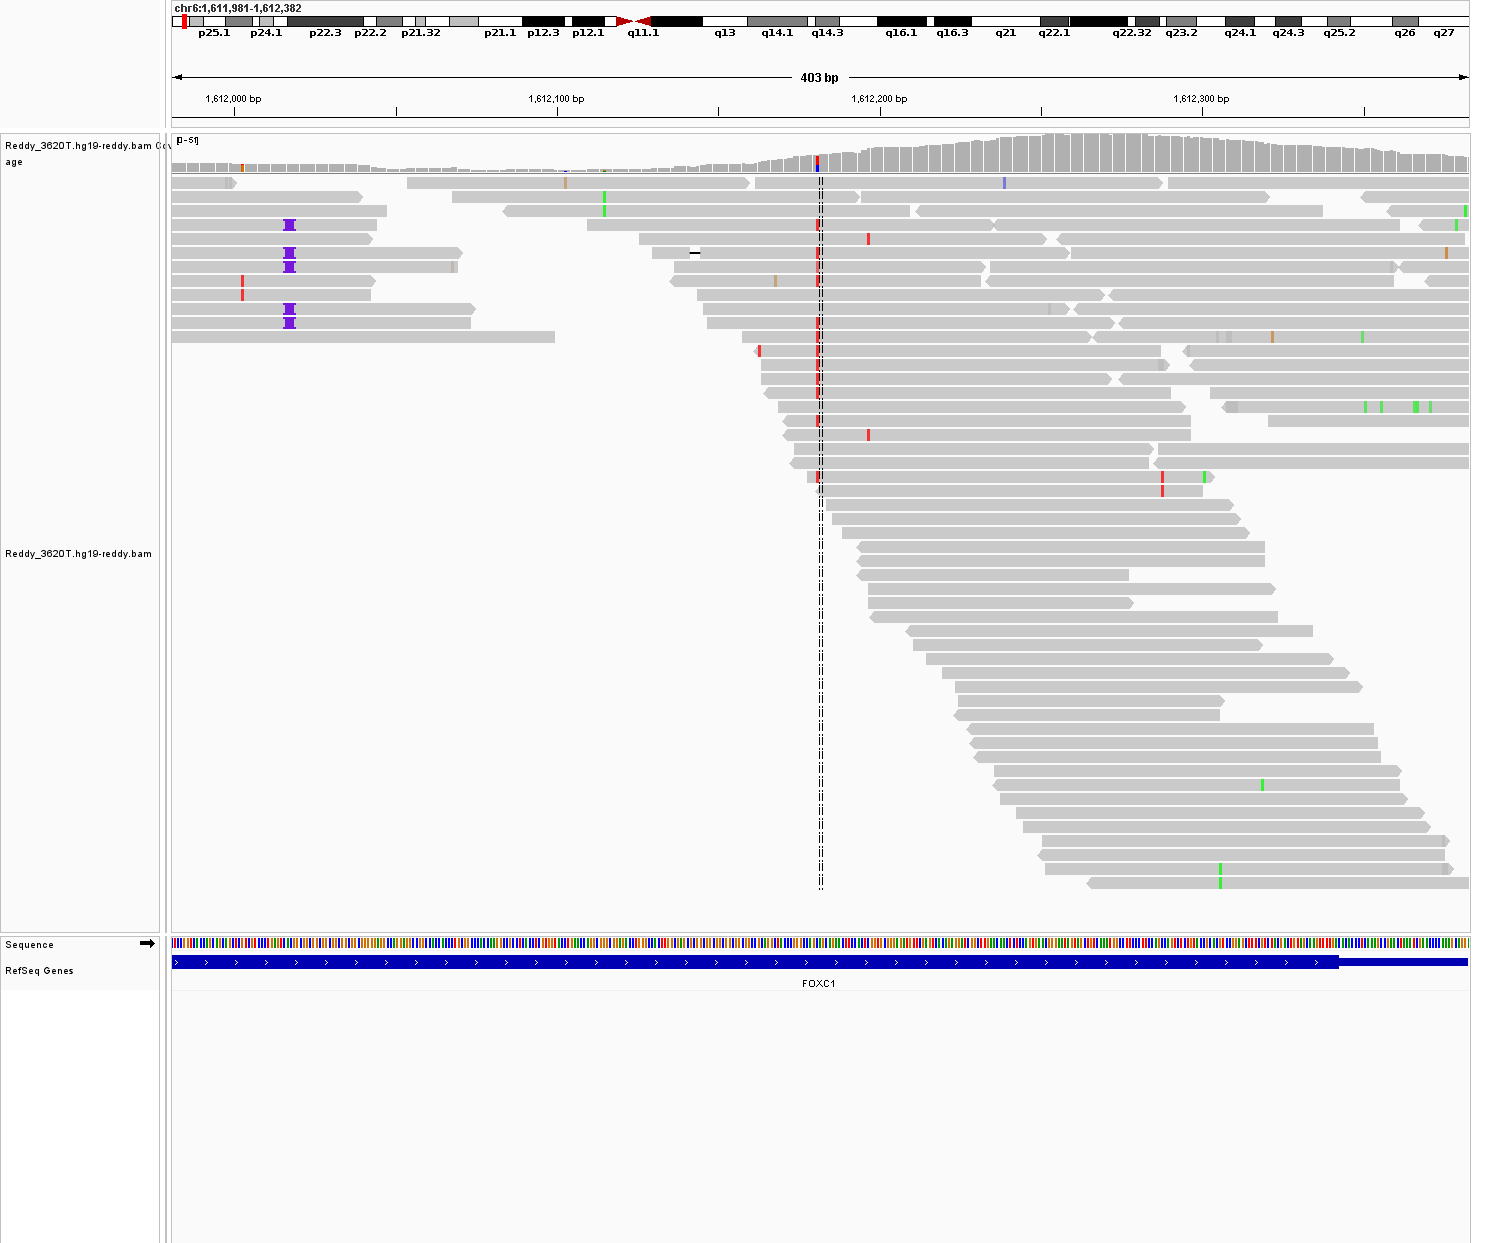 chr6:1,611,981-1,612,382
p25.1 p24.1 p22.3 p22.2 p21.32 p21.1 p12.3 p12.1 q11.1 q13 q14.1 q14.3 q16.1 q16.3 q21 q22.1 q22.32 q23.2 q24.1 q24.3 q25.2 q26 q27
403 bp
1,612,000 bp 1,612,100 bp 1,612,200 bp 1,612,300 bp
[0-51]
Reddy_3620T.hg19-reddy.bam Cov
age
Reddy_3620T.hg19-reddy.bam
Sequence
RefSeq Genes
FOXC1